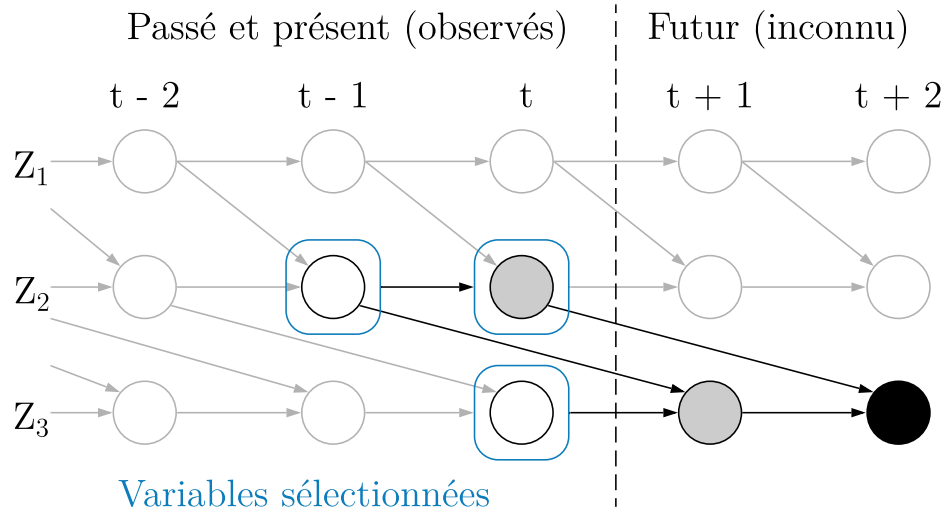 Passé et présent (observés) Futur (inconnu)
t - 2 t - 1 t t + 1 t + 2
Z₁
Z₂
Z₃
Variables sélectionnées